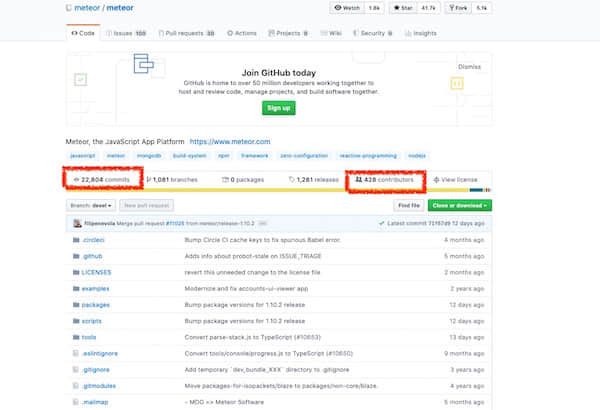 meteor / meteor
Watch 1.8k Star 41.7k Fork 5.1k
Code Issues 103 Pull requests 30 Actions Projects 0 Wiki Security 0 Insights
Dismiss
Join GitHub today
GitHub is home to over 50 million developers working together to
host and review code, manage projects, and build software together.
Sign up
Meteor, the JavaScript App Platform https://www.meteor.com
javascript meteor mongodb build-system npm framework zero-configuration reactive-programming nodejs
22,804 commits 1,081 branches 0 packages 1,281 releases 428 contributors View license
Branch: devel New pull request Find file Clone or download
filipenevola Merge pull request #11025 from meteor/release-1.10.2 Latest commit 12 days ago
.circleci Bump Circle CI cache keys to fix spurious Babel error. 4 months ago
.github Adds info about probot-stale on ISSUE_TRIAGE 5 months ago
LICENSES revert this unneeded change to the license file. 2 months ago
examples Modernize and fix accounts-ui-viewer app 2 years ago
packages Bump package versions for 1.10.2 release 12 days ago
scripts Bump package versions for 1.10.2 release 12 days ago
tools Convert parse-stack.js to TypeScript (#10653) 13 days ago
.eslintignore Convert tools/console/progress.js to TypeScript (#10650) 9 months ago
.gitignore Add temporary `dev_bundle_XXX` directory to .gitignore. 3 years ago
.gitmodules Move packages-for-isopackets/blaze to packages/non-core/blaze. 4 months ago
.mailmap - MDG => Meteor Software 5 months ago